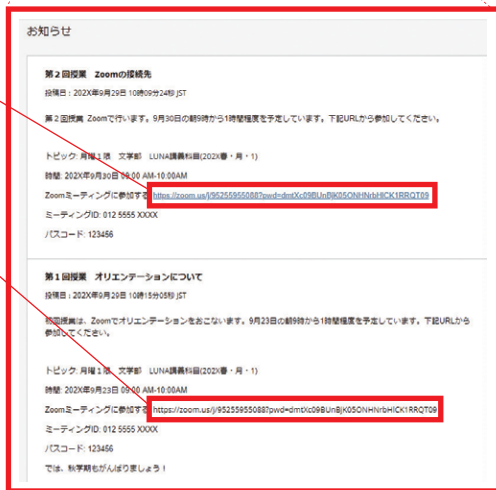 お知らせ
第２回授業　Zoomの接続先
投稿日：202X年9月29日 10時09分24秒 JST
第２回授業 Zoomで行います。9月30日の朝9時から1時間程度を予定しています。下記URLから参加してください。
トピック: 月曜１限　文学部　LUNA講義科目(202X春・月・1)
時間: 202X年9月30日 09:00 AM-10:00AM
Zoomミーティングに参加する https://zoom.us/j/95255955088?pwd=dmtXc09BUnBjK05ONHNrbHlCK1RRQT09
ミーティングID: 012 5555 XXXX
パスコード: 123456
第１回授業　オリエンテーションについて
投稿日：202X年9月20日 10時15分05秒 JST
初回授業は、Zoomでオリエンテーションをおこないます。9月23日の朝9時から1時間程度を予定しています。下記URLから
参加してください。
トピック: 月曜１限　文学部　LUNA講義科目(202X春・月・1)
時間: 202X年9月23日 09:00 AM-10:00AM
Zoomミーティングに参加する https://zoom.us/j/95255955088?pwd=dmtXc09BUnBjK05ONHNrbHlCK1RRQT09
ミーティングID: 012 5555 XXXX
パスコード: 123456
では、秋学期もがんばりましょう！